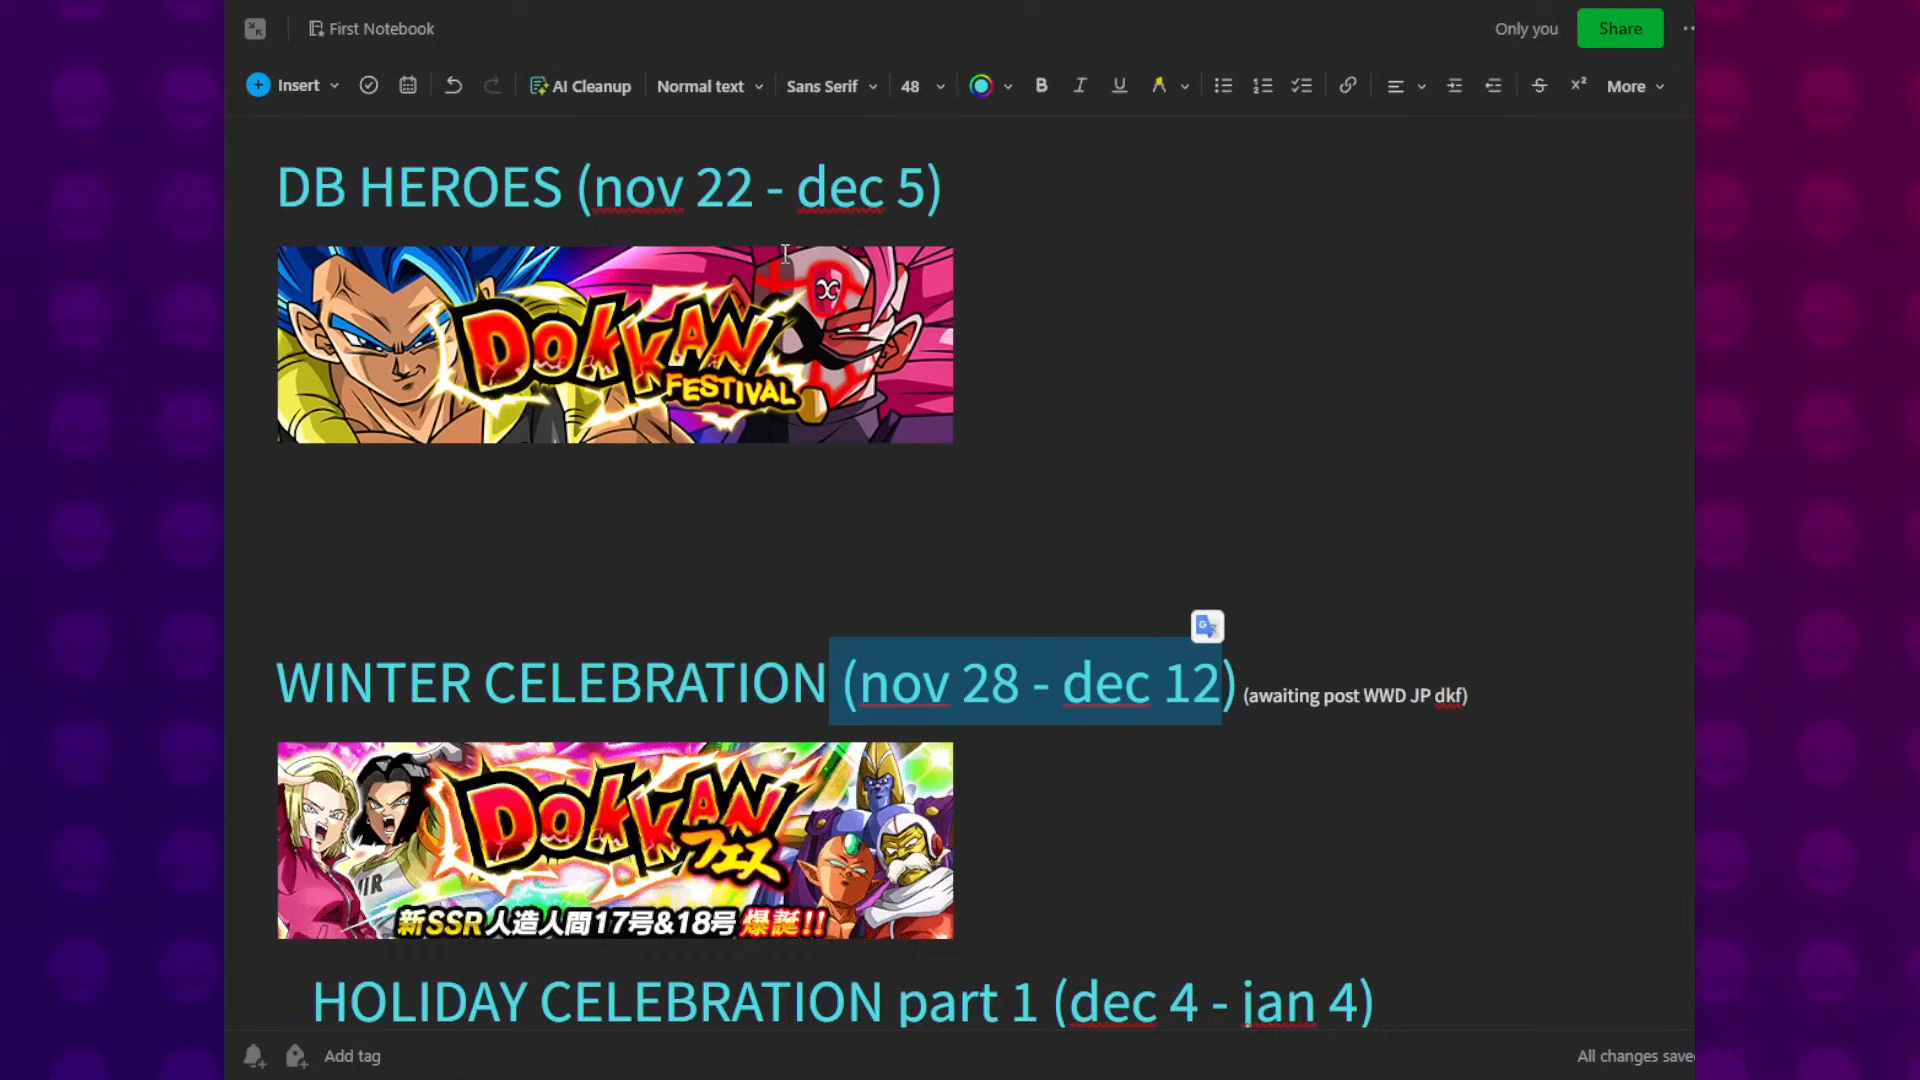 First Notebook
Only you
Share
Insert
AI Cleanup
Normal text
Sans Serif
48
B
I
U
More
DB HEROES (nov 22 - dec 5)
DOKKAN
FESTIVAL
WINTER CELEBRATION (nov 28 - dec 12) (awaiting post WWD JP dkf)
DOKKAN
フェス
新SSR人造人間17号&18号 爆誕!!
HOLIDAY CELEBRATION part 1 (dec 4 - jan 4)
Add tag
All changes save